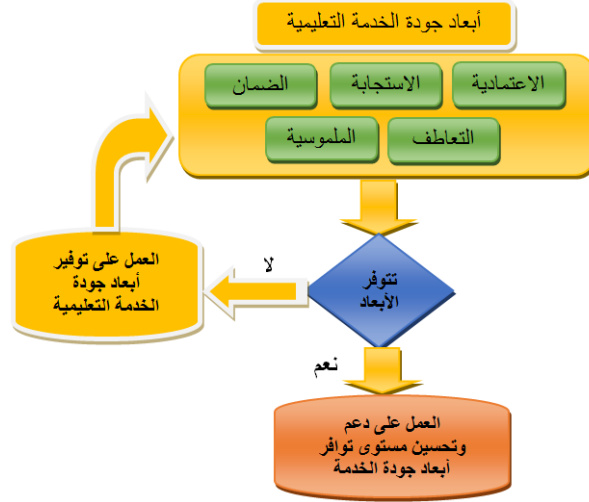 أبعاد جودة الخدمة التعليمية
الاعتمادية
الاستجابة
الضمان
التعاطف
الملموسية
تتوفر
الأبعاد
لا
العمل على توفير
أبعاد جودة
الخدمة التعليمية
نعم
العمل على دعم
وتحسين مستوى توافر
أبعاد جودة الخدمة